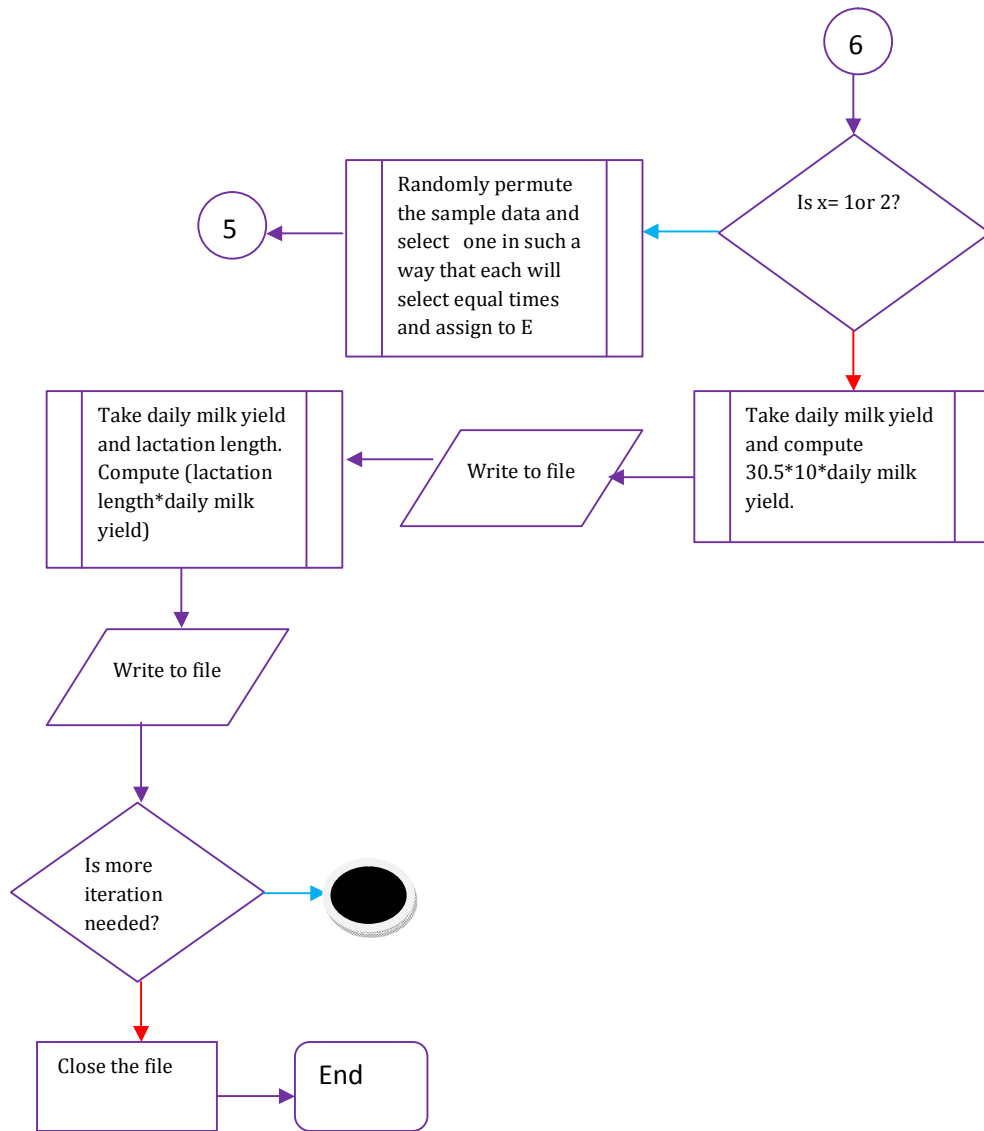 6
Is x= 1or 2?
Randomly permute
the sample data and
select   one in such a
way that each will
select equal times
and assign to E
5
Take daily milk yield
and compute
30.5*10*daily milk
yield.
Write to file
Take daily milk yield
and lactation length.
Compute (lactation
length*daily milk
yield)
Write to file
Is more
iteration
needed?
Close the file
End